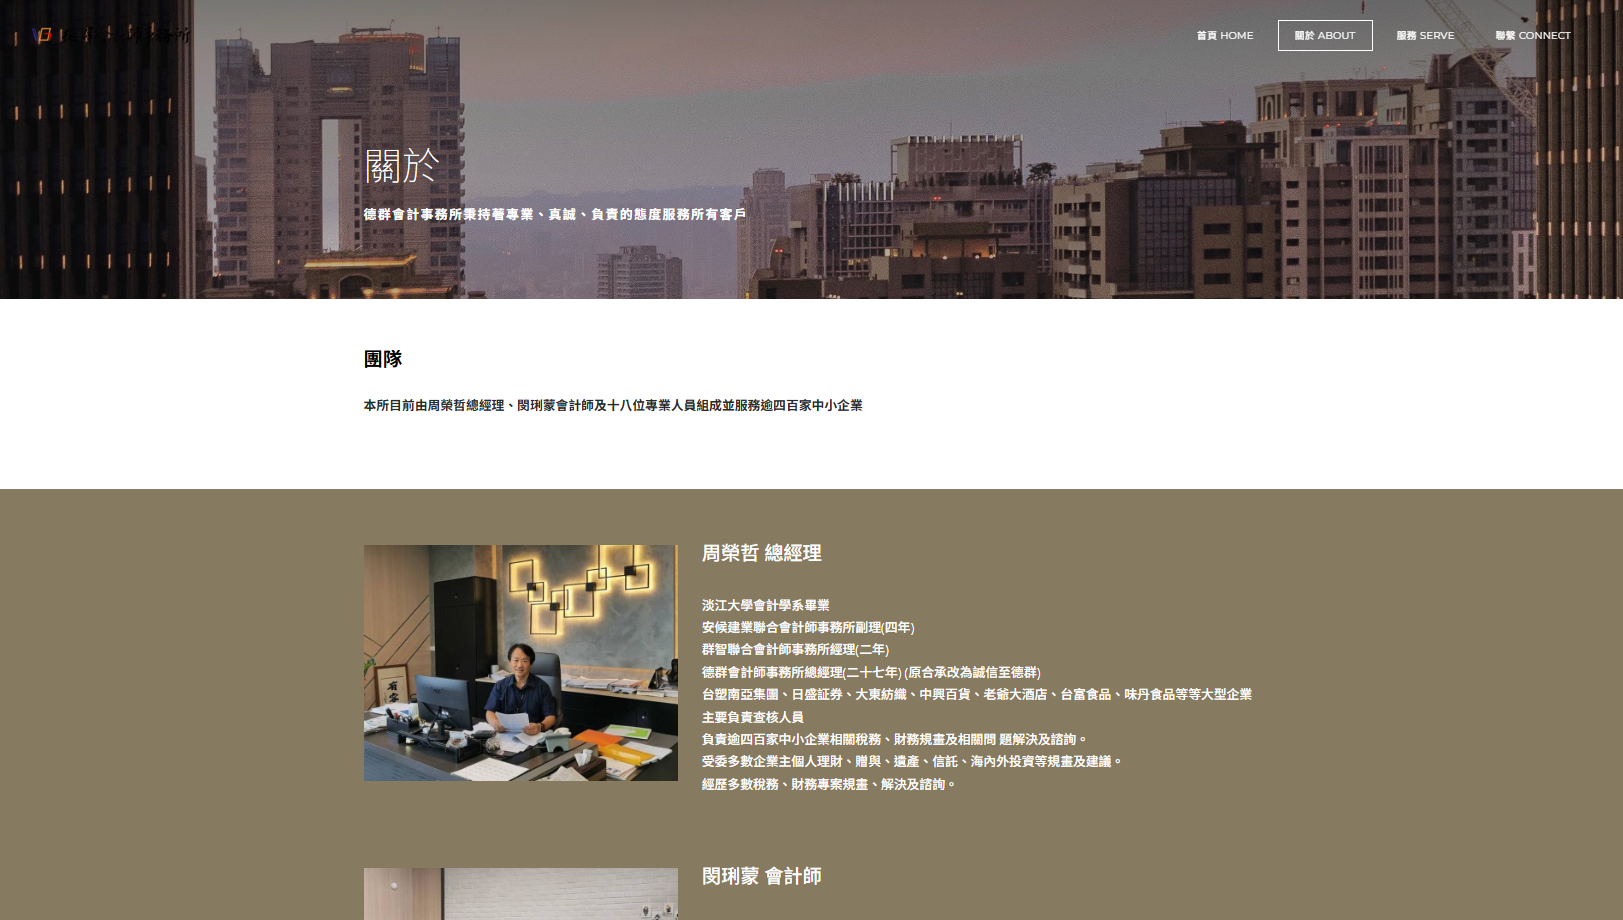 首頁 HOME
關於 ABOUT
服務 SERVE
聯繫 CONNECT
關於
德群會計事務所秉持著專業、真誠、負責的態度服務所有客戶
團隊
本所目前由周榮哲總經理、閔琍蒙會計師及十八位專業人員組成並服務逾四百家中小企業
周榮哲 總經理
淡江大學會計學系畢業
安候建業聯合會計師事務所副理(四年)
群智聯合會計師事務所經理(二年)
德群會計師事務所總經理(二十七年) (原合承改為誠信至德群)
台塑南亞集團、日盛証券、大東紡織、中興百貨、老爺大酒店、台富食品、味丹食品等等大型企業
主要負責查核人員
負責逾四百家中小企業相關稅務、財務規畫及相關問 題解決及諮詢。
受委多數企業主個人理財、贈與、遺產、信託、海內外投資等規畫及建議。
經歷多數稅務、財務專案規畫、解決及諮詢。
閔琍蒙 會計師